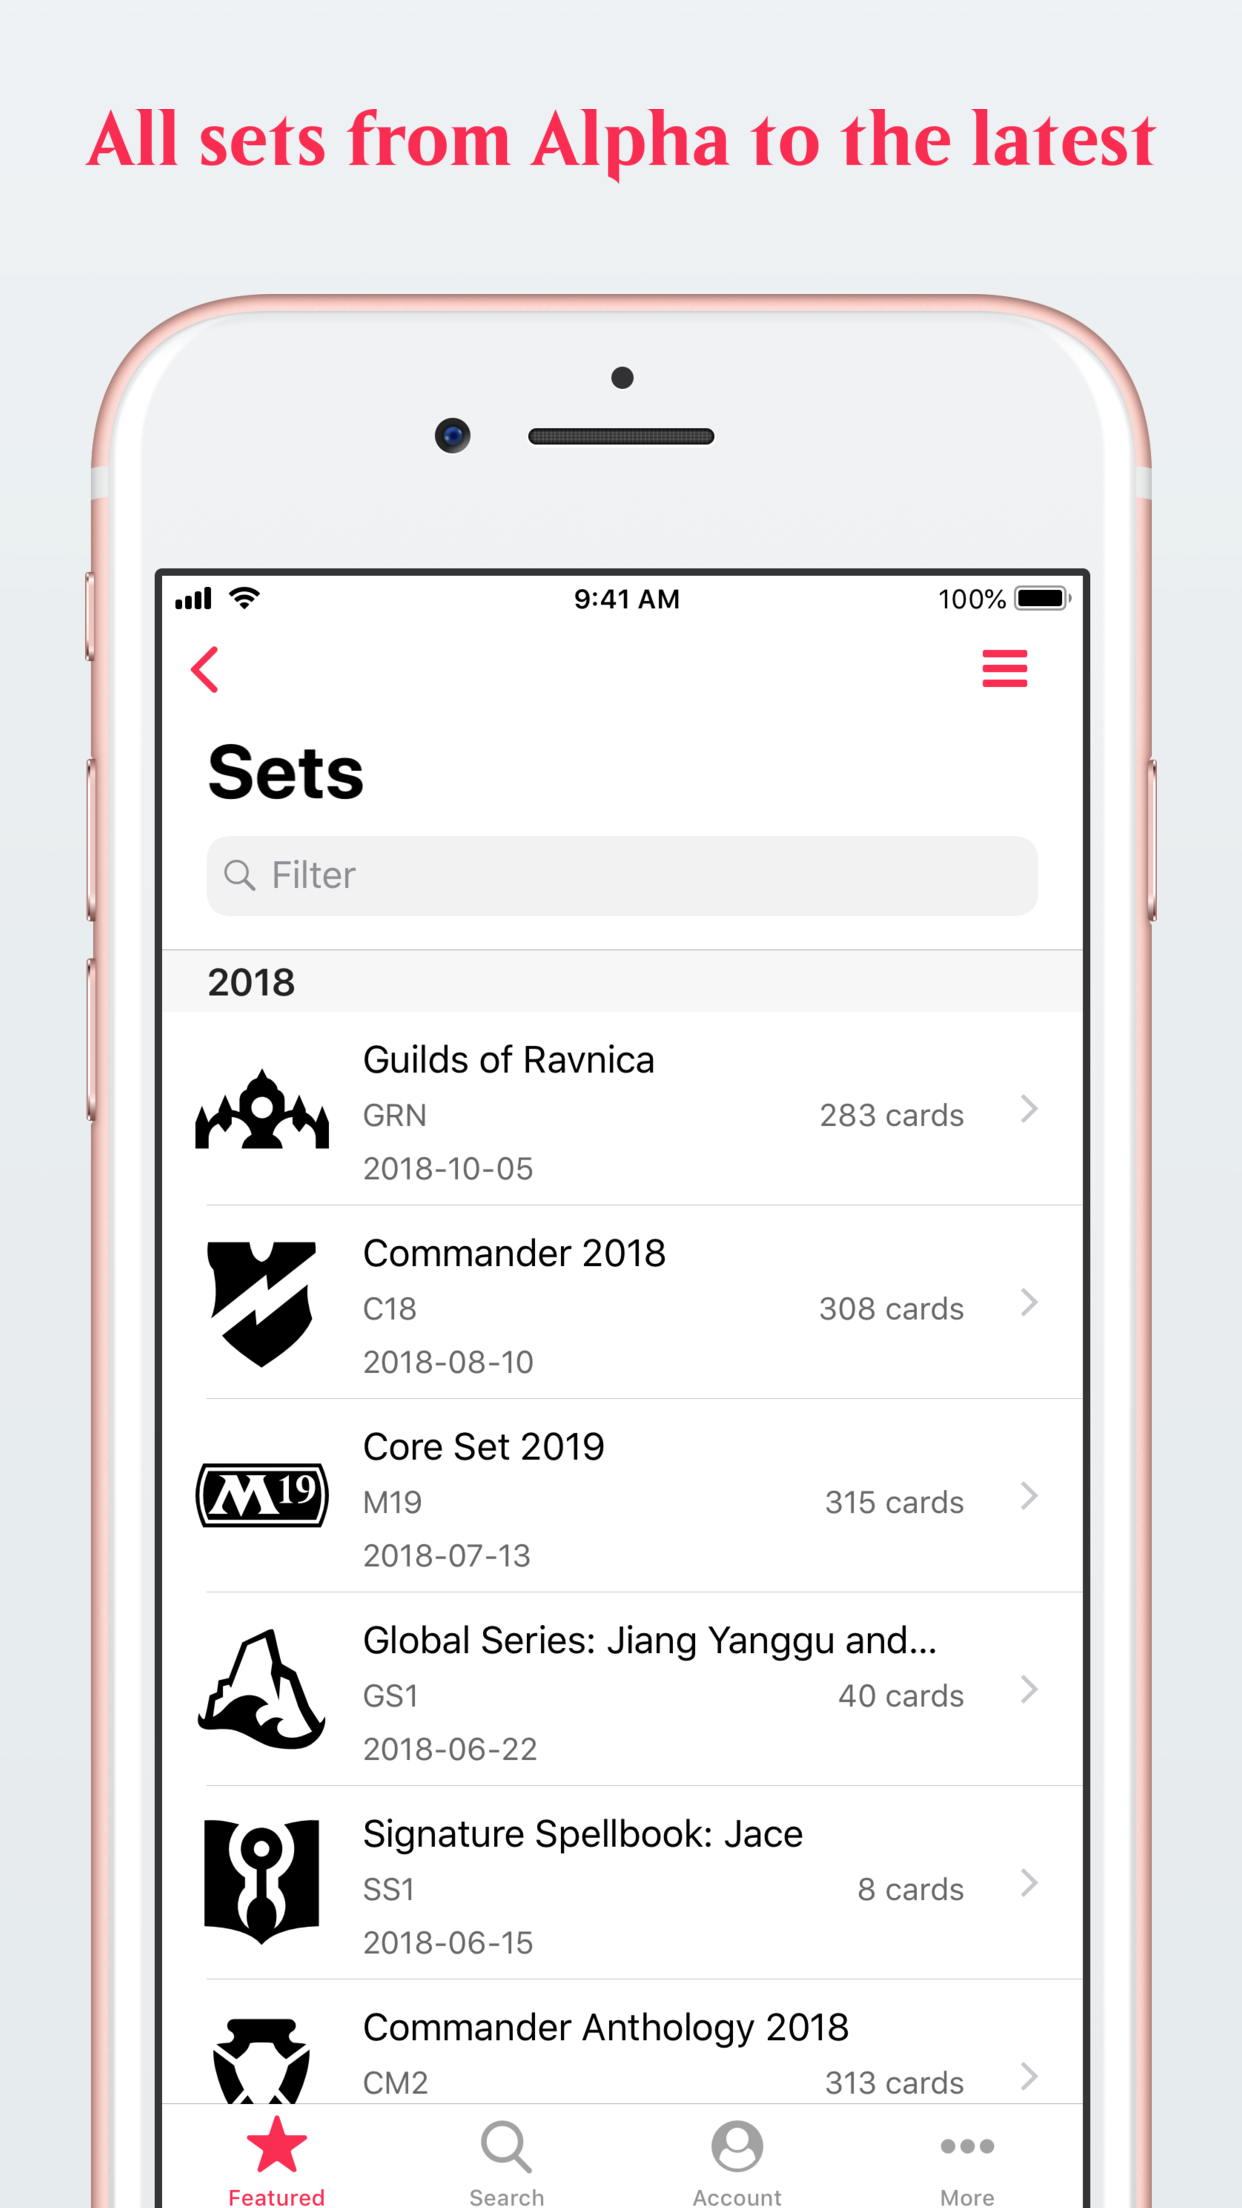 All sets from Alpha to the latest
9:41 AM
100%
Sets
Filter
2018
Guilds of Ravnica
GRN
283 cards
2018-10-05
Commander 2018
C18
308 cards
2018-08-10
M19
Core Set 2019
M19
315 cards
2018-07-13
Global Series: Jiang Yanggu and...
GS1
40 cards
2018-06-22
Signature Spellbook: Jace
SS1
8 cards
2018-06-15
Commander Anthology 2018
CM2
313 cards
Featured
Search
Account
More